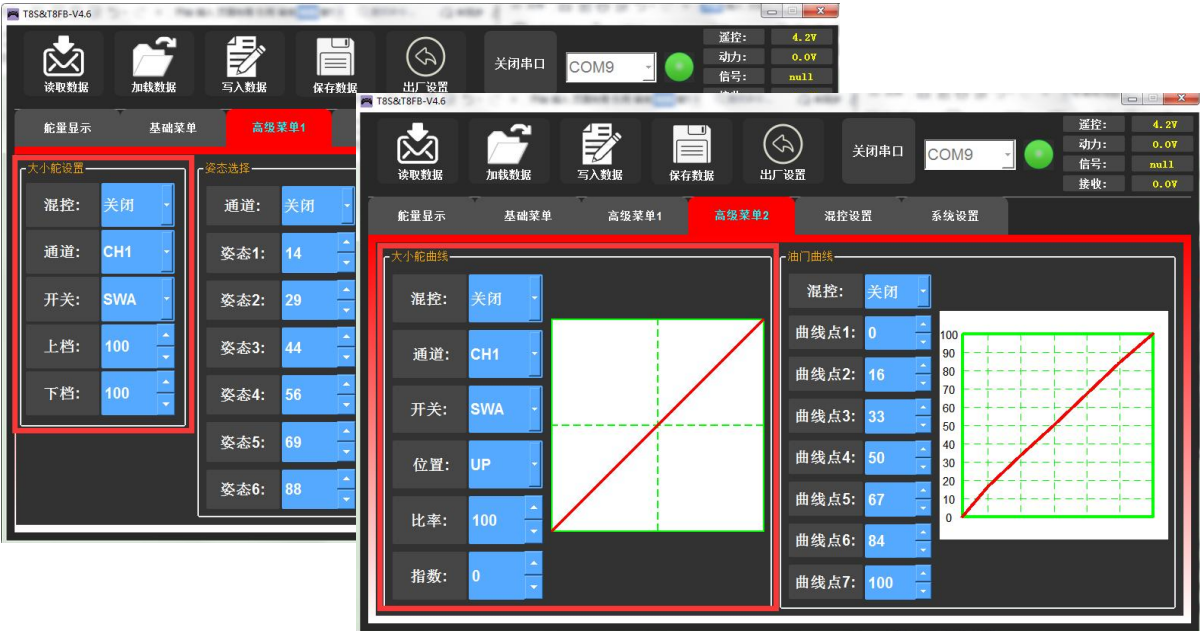 T8S&T8FB-V4.6
读取数据 加载数据 写入数据 保存数据 出厂设置 关闭串口 COM9
遥控: 4.2V
动力: 0.0V
信号: null
舵量显示 基础菜单 高级菜单1
大小舵设置
混控: 关闭
通道: CH1
开关: SWA
上档: 100
下档: 100
姿态选择
通道: 关闭
姿态1: 14
姿态2: 29
姿态3: 44
姿态4: 56
姿态5: 69
姿态6: 88
T8S&T8FB-V4.6
读取数据 加载数据 写入数据 保存数据 出厂设置 关闭串口 COM9
遥控: 4.2V
动力: 0.0V
信号: null
接收: 0.0V
舵量显示 基础菜单 高级菜单1 高级菜单2 混控设置 系统设置
大小舵曲线
混控: 关闭
通道: CH1
开关: SWA
位置: UP
比率: 100
指数: 0
油门曲线
混控: 关闭
曲线点1: 0
曲线点2: 16
曲线点3: 33
曲线点4: 50
曲线点5: 67
曲线点6: 84
曲线点7: 100
100
90
80
70
60
50
40
30
20
10
0